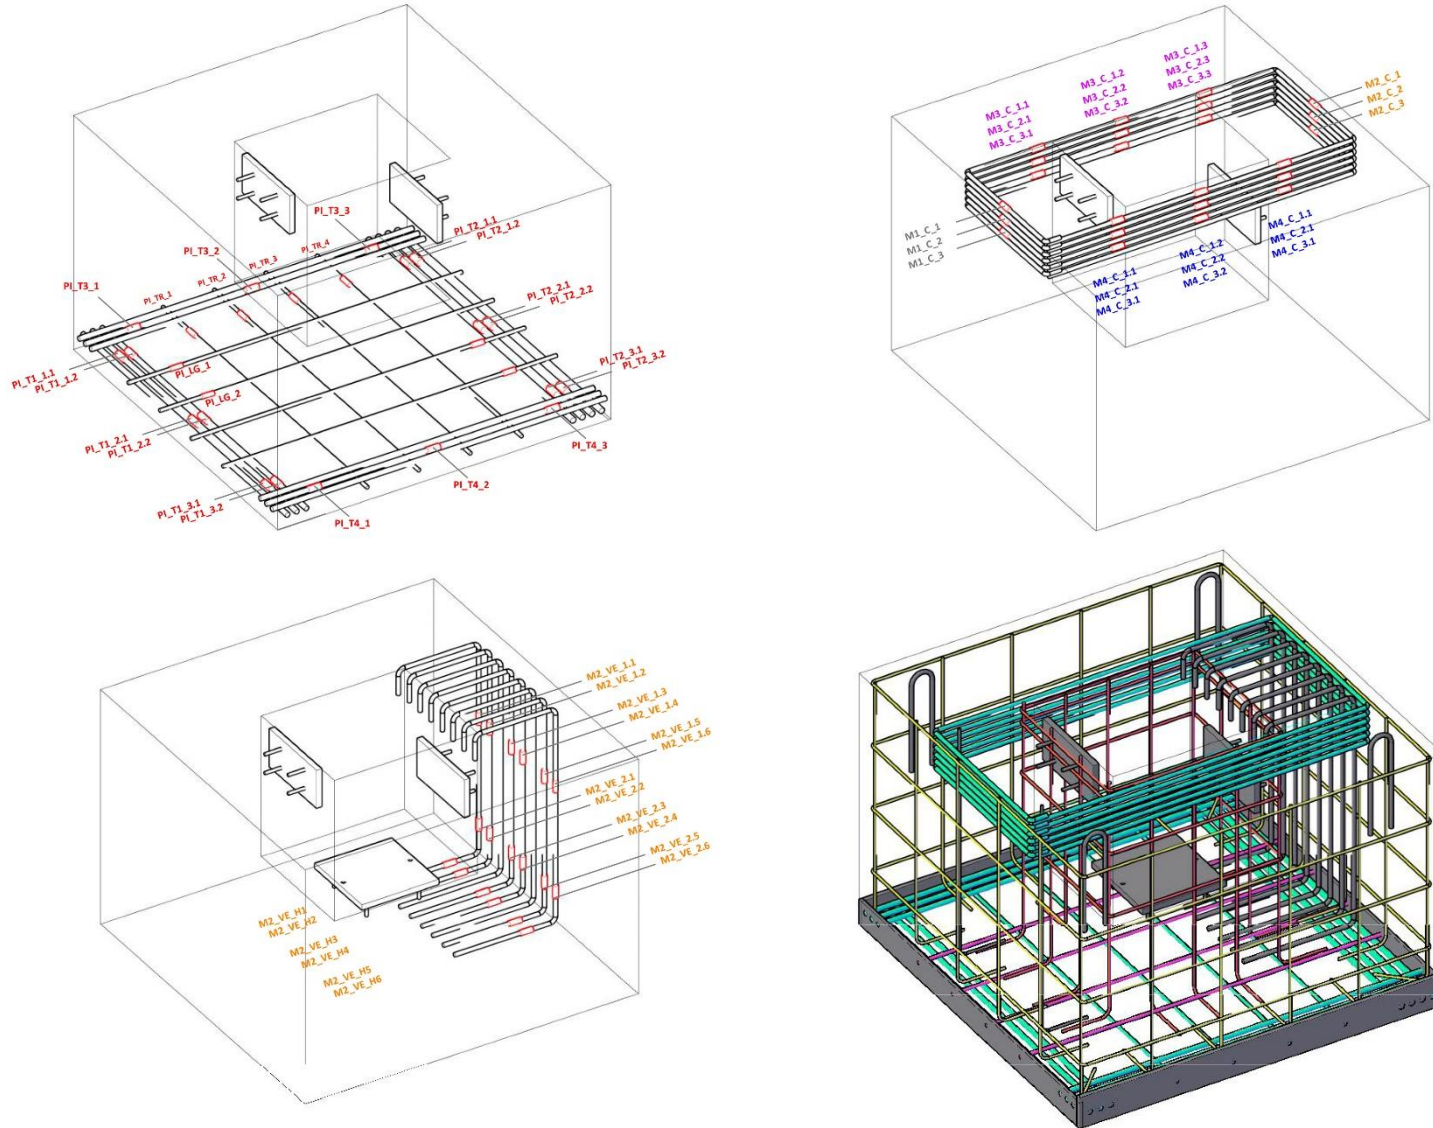 PI_T3_3
PI_T2_1.1
PI_T2_1.2
PI_T3_2
PI_TR_4
PI_TR_3
PI_TR_2
PI_T3_1
PI_TR_1
PI_T2_2.1
PI_T2_2.2
PI_T2_3.1
PI_T2_3.2
PI_T1_1.1
PI_T1_1.2
PI_LG_1
PI_LG_2
PI_T1_2.1
PI_T1_2.2
PI_T4_3
PI_T4_2
PI_T1_3.1
PI_T1_3.2
PI_T4_1
M3_C_1.3
M3_C_2.3
M3_C_3.3
M3_C_1.2
M3_C_2.2
M3_C_3.2
M3_C_1.1
M3_C_2.1
M3_C_3.1
M2_C_1
M2_C_2
M2_C_3
M1_C_1
M1_C_2
M1_C_3
M4_C_1.1
M4_C_2.1
M4_C_3.1
M4_C_1.2
M4_C_2.2
M4_C_3.2
M4_C_1.1
M4_C_2.1
M4_C_3.1
M2_VE_1.1
M2_VE_1.2
M2_VE_1.3
M2_VE_1.4
M2_VE_1.5
M2_VE_1.6
M2_VE_2.1
M2_VE_2.2
M2_VE_2.3
M2_VE_2.4
M2_VE_2.5
M2_VE_2.6
M2_VE_H1
M2_VE_H2
M2_VE_H3
M2_VE_H4
M2_VE_H5
M2_VE_H6